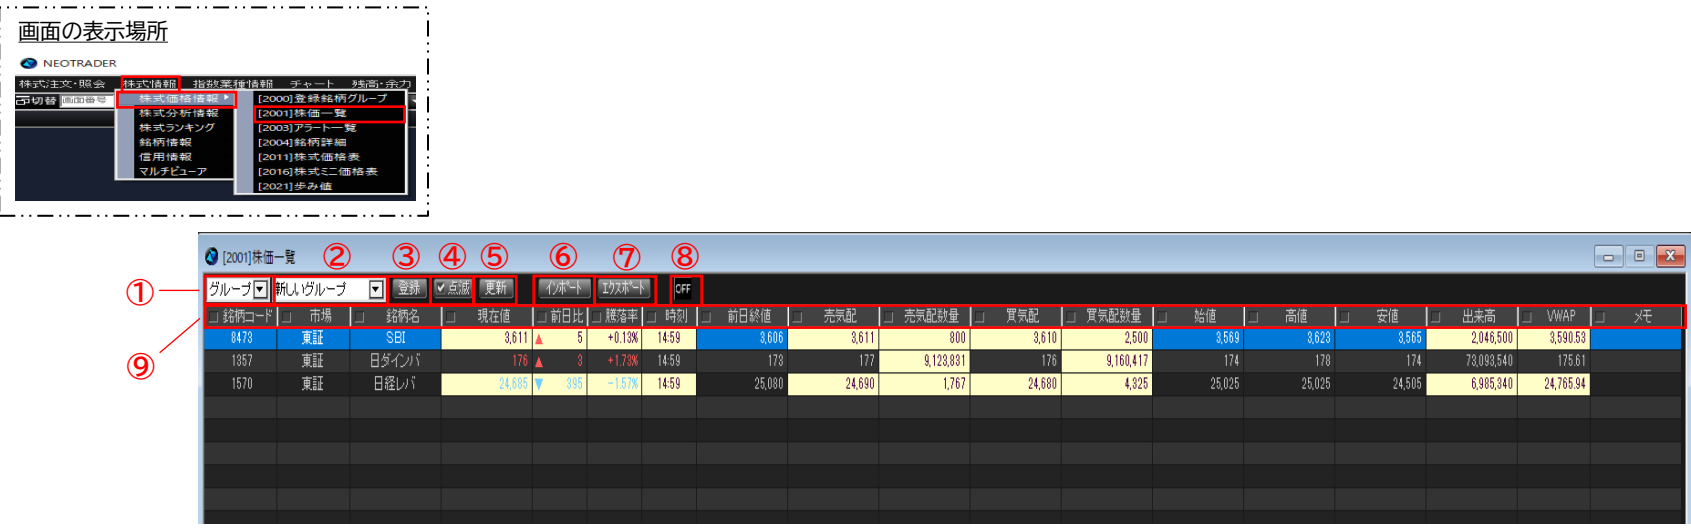 画面の表示場所
NEOTRADER
株式注文・照会 株式情報 指数業種情報 チャート 残高・余力
切替 画面番号 株式価格情報 [2000]登録銘柄グループ
株式分析情報 [2001]株価一覧
株式ランキング [2003]アラート一覧
銘柄情報 [2004]銘柄詳細
信用情報 [2011]株式価格表
マルチビューア [2016]株式ミニ価格表
[2021]歩み値
[2001]株価一覧 ② ③ ④ ⑤ ⑥ ⑦ ⑧
① グループ 新しいグループ 登録 点滅 更新 インポート エクスポート OFF
銘柄コード 市場 銘柄名 現在値 前日比 騰落率 時刻 前日終値 売気配 売気配数量 買気配 買気配数量 始値 高値 安値 出来高 VWAP メモ
8473 東証 SBI 3,611 ▲ 5 +0.13% 14:59 3,606 3,611 800 3,610 2,500 3,569 3,623 3,565 2,046,500 3,590.53
⑨ 1357 東証 日ダインバ 176 ▲ 3 +1.73% 14:59 173 177 9,123,831 176 9,160,417 174 178 174 73,093,540 175.61
1570 東証 日経レバ 24,685 ▼ 395 -1.57% 14:59 25,080 24,690 1,767 24,680 4,325 25,025 25,025 24,505 6,985,340 24,765.94